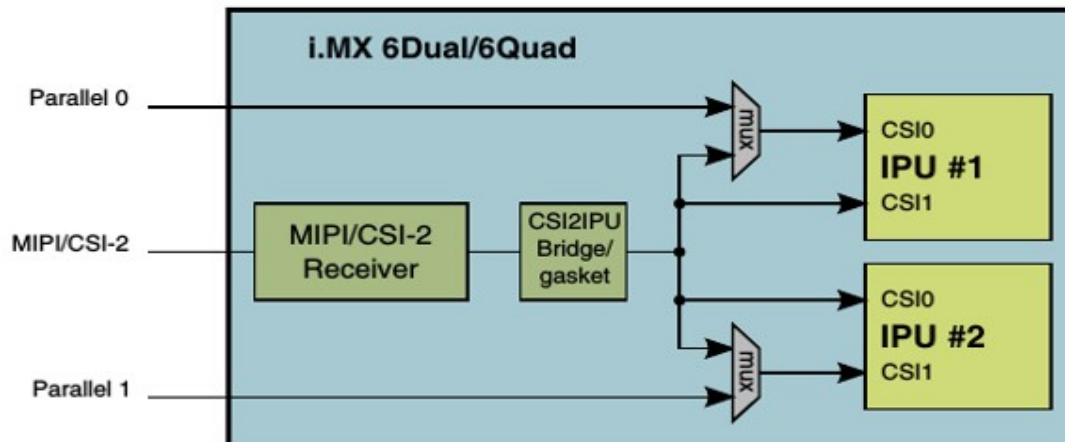 i.MX 6Dual/6Quad
Parallel 0
mux
CSI0
IPU #1
CSI1
MIPI/CSI-2
MIPI/CSI-2
Receiver
CSI2IPU
Bridge/
gasket
CSI0
IPU #2
CSI1
mux
Parallel 1